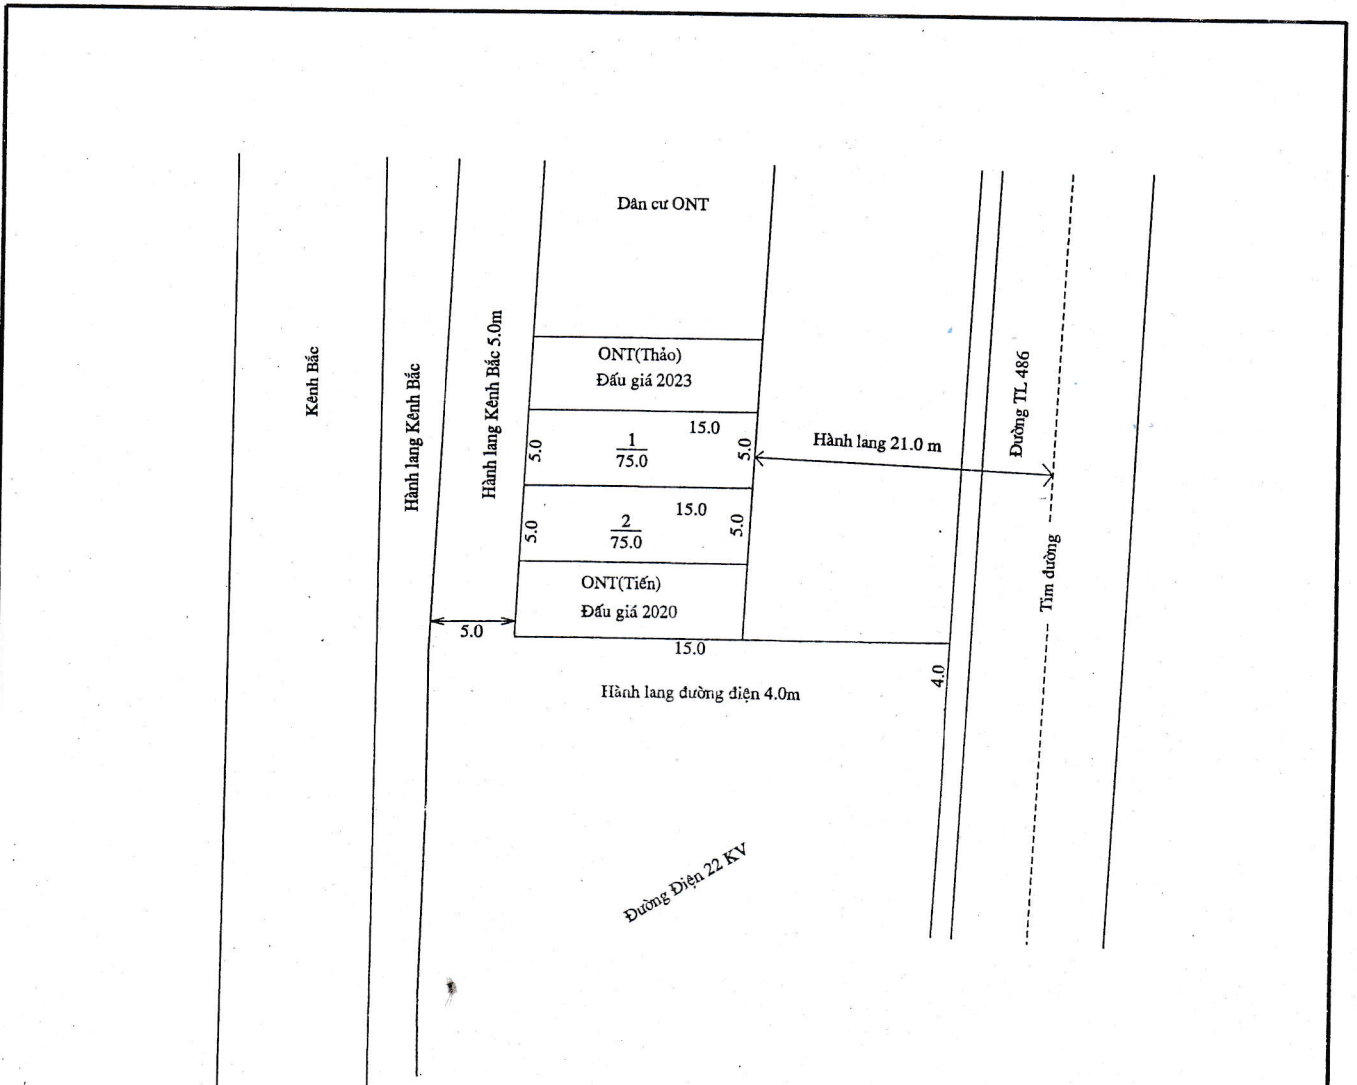 Dân cư ONT
ONT(Thảo)
Đấu giá 2023
15.0
5.0
1
75.0
5.0
15.0
5.0
2
75.0
5.0
ONT(Tiến)
Đấu giá 2020
15.0
5.0
Kênh Bắc
Hành lang Kênh Bắc
Hành lang Kênh Bắc 5.0m
Hành lang 21.0 m
Đường TL 486
Tim đường
4.0
Hành lang đường điện 4.0m
Đường Điện 22 KV